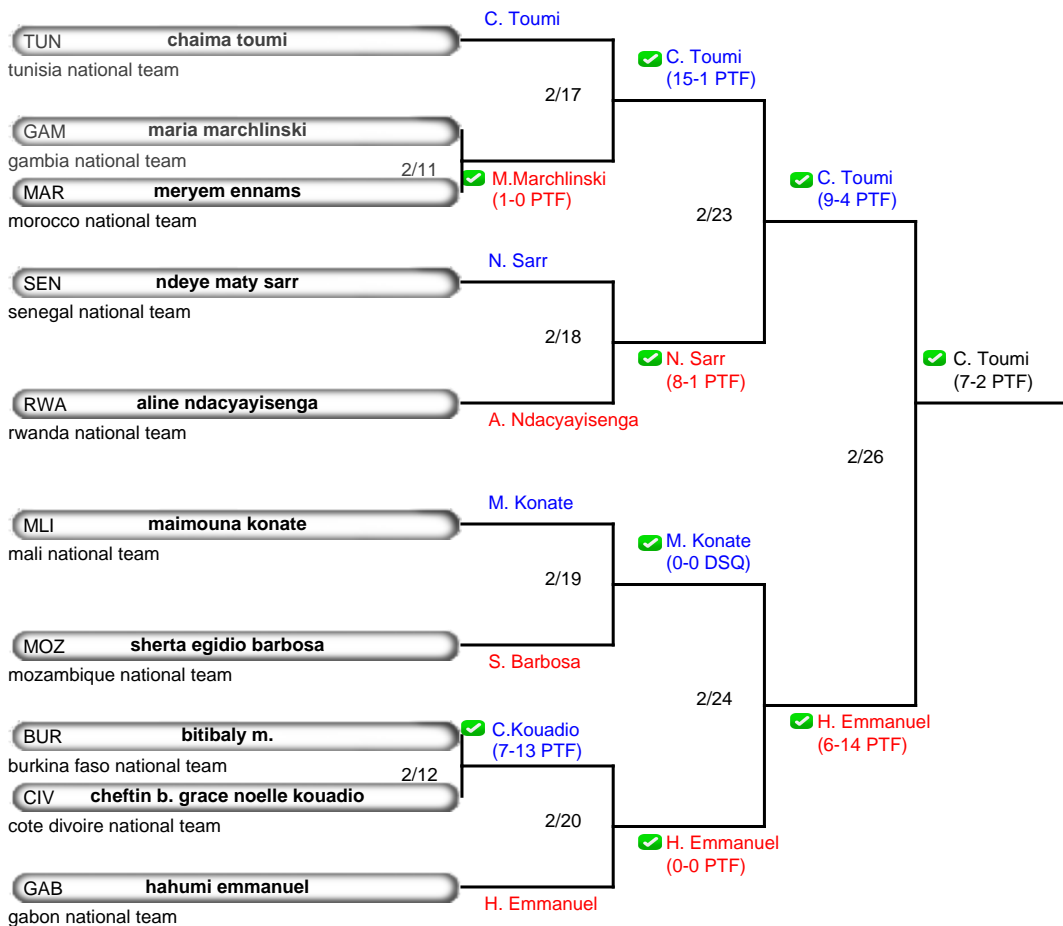 C. Toumi
TUN chaima toumi
tunisia national team
C. Toumi
(15-1 PTF)
2/17
GAM maria marchlinski
gambia national team
2/11
M.Marchlinski
(1-0 PTF)
MAR meryem ennams
morocco national team
C. Toumi
(9-4 PTF)
2/23
N. Sarr
SEN ndeye maty sarr
senegal national team
2/18
N. Sarr
(8-1 PTF)
C. Toumi
(7-2 PTF)
RWA aline ndacyayisenga
rwanda national team
A. Ndacyayisenga
2/26
M. Konate
MLI maimouna konate
mali national team
M. Konate
(0-0 DSQ)
2/19
MOZ sherta egidio barbosa
mozambique national team
S. Barbosa
2/24
H. Emmanuel
(6-14 PTF)
BUR bitibaly m.
burkina faso national team
C.Kouadio
(7-13 PTF)
2/12
CIV cheftin b. grace noelle kouadio
cote divoire national team
2/20
H. Emmanuel
(0-0 PTF)
GAB hahumi emmanuel
gabon national team
H. Emmanuel